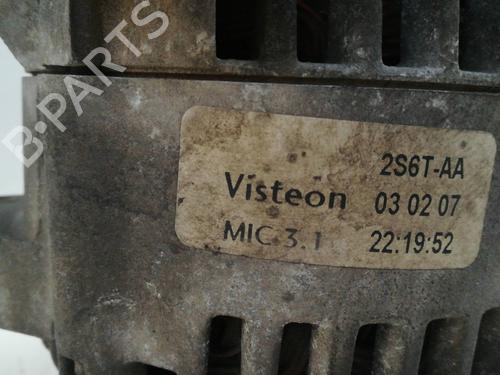 B-PARTS
Visteon
MIC 3.1
2S6T-AA
03 02 07
22:19:52